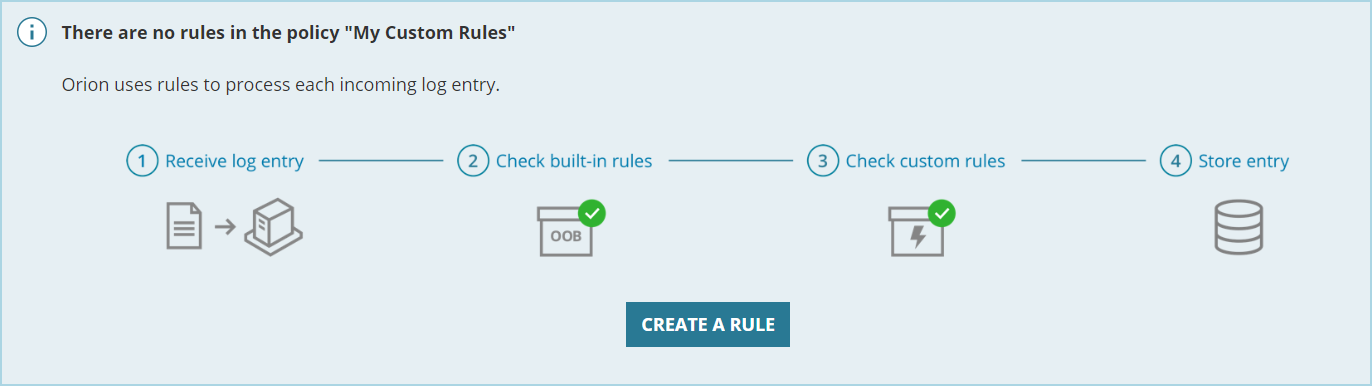 There are no rules in the policy "My Custom Rules"
Orion uses rules to process each incoming log entry.
1 Receive log entry
2 Check built-in rules
3 Check custom rules
4 Store entry
OOB
CREATE A RULE